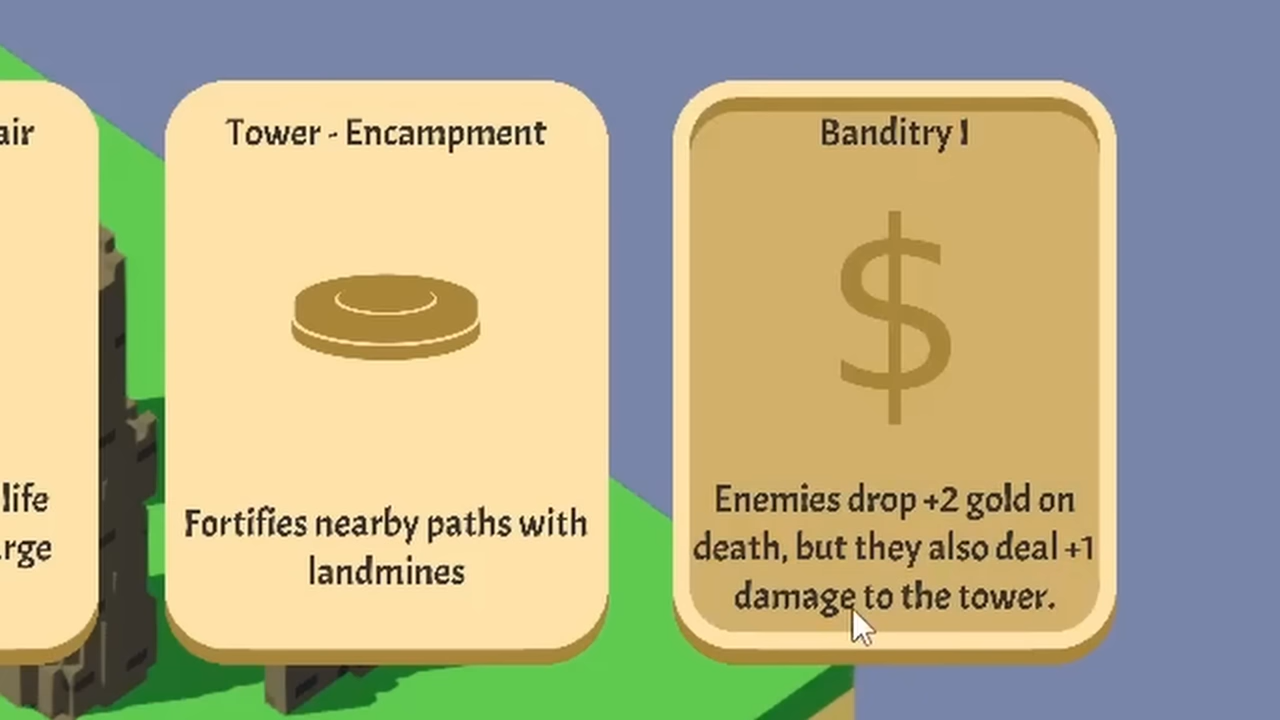 air
life
arge
Tower - Encampment
Fortifies nearby paths with
landmines
Banditry I
$
Enemies drop +2 gold on
death, but they also deal +1
damage to the tower.